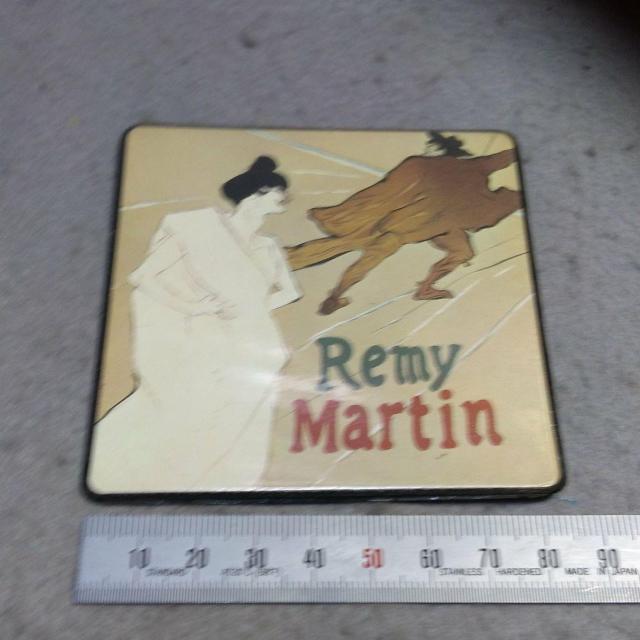 Remy
Martin
10 20 30 40 50 60 70 80 90
STAINLESS HARDENED MADE IN JAPAN